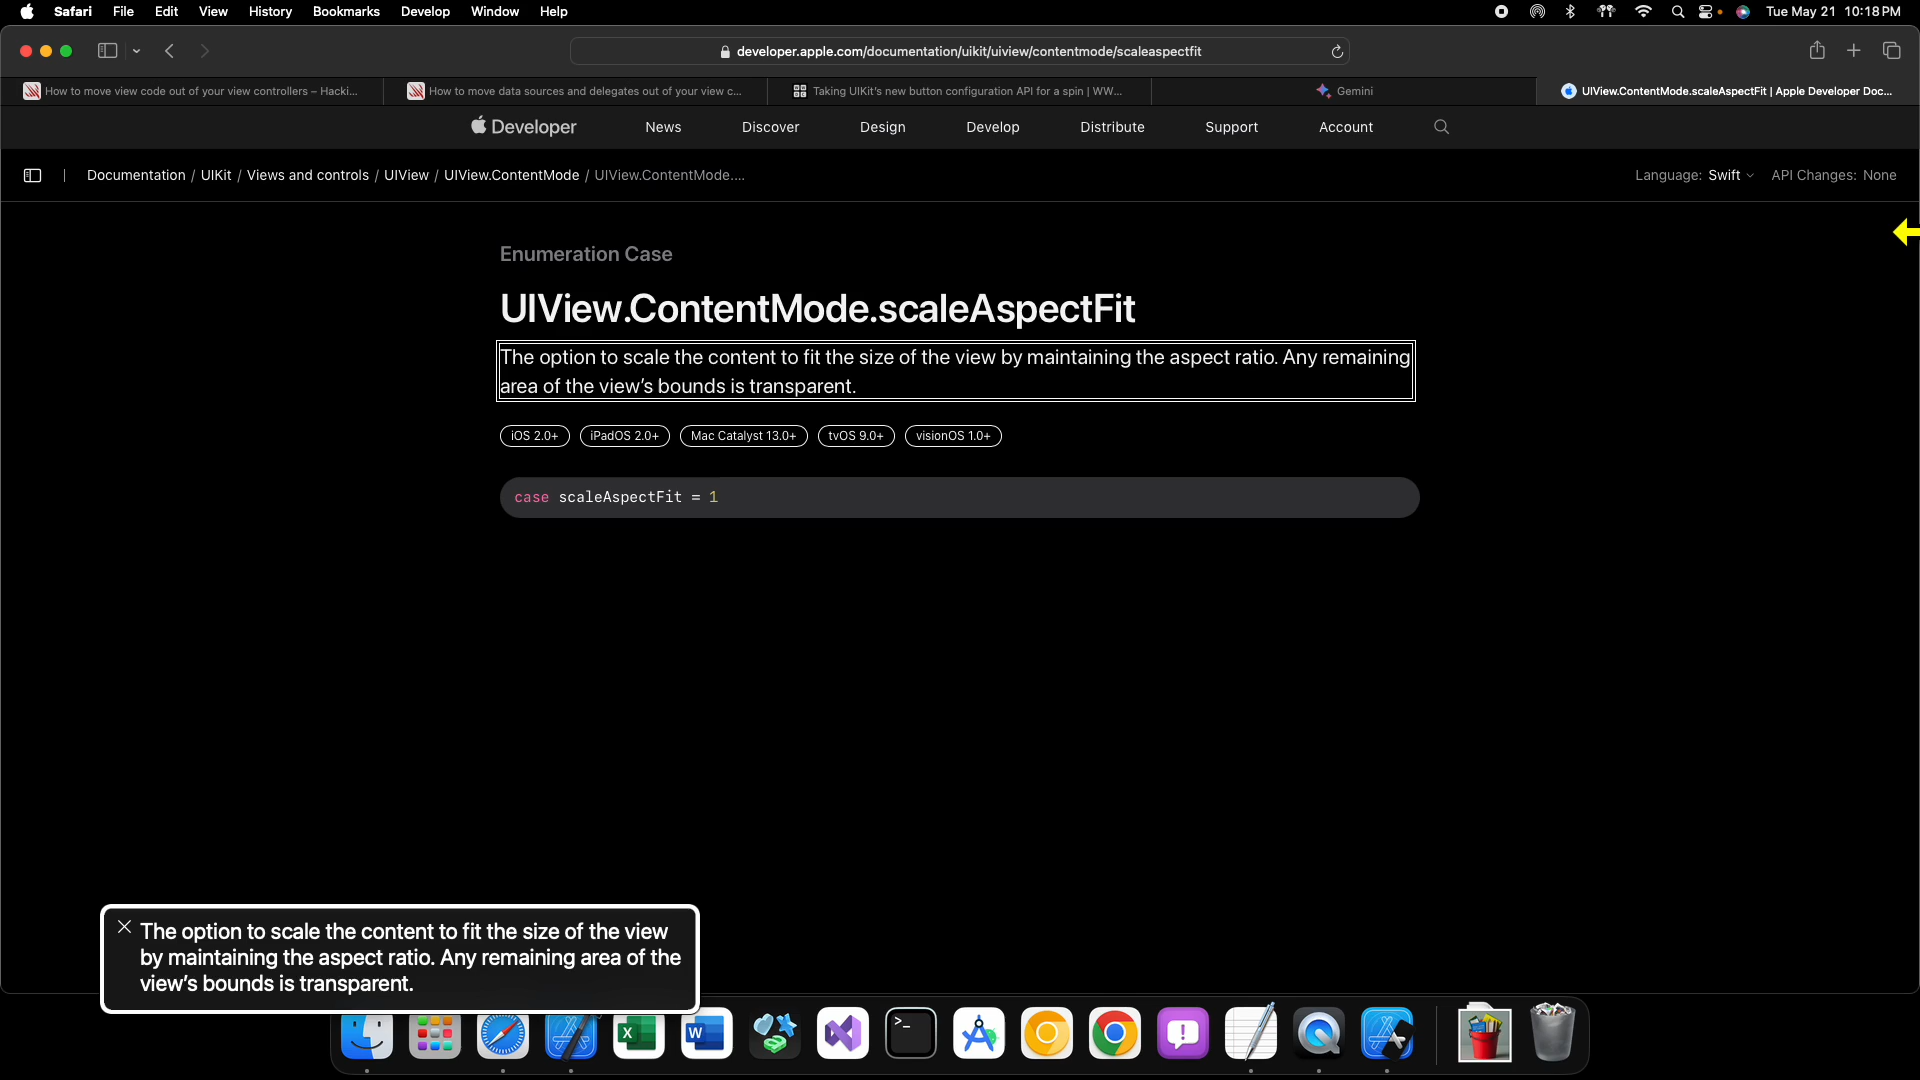 Safari File Edit View History Bookmarks Develop Window Help Tue May 21 10:18 PM
developer.apple.com/documentation/uikit/uiview/contentmode/scaleaspectfit
How to move view code out of your view controllers – Hacki... How to move data sources and delegates out of your view c... Taking UIKit's new button configuration API for a spin | WW... Gemini UIView.ContentMode.scaleAspectFit | Apple Developer Doc...
Developer News Discover Design Develop Distribute Support Account
Documentation / UIKit / Views and controls / UIView / UIView.ContentMode / UIView.ContentMode.... Language: Swift API Changes: None
Enumeration Case
UIView.ContentMode.scaleAspectFit
The option to scale the content to fit the size of the view by maintaining the aspect ratio. Any remaining
area of the view's bounds is transparent.
iOS 2.0+ iPadOS 2.0+ Mac Catalyst 13.0+ tvOS 9.0+ visionOS 1.0+
case scaleAspectFit = 1
The option to scale the content to fit the size of the view
by maintaining the aspect ratio. Any remaining area of the
view's bounds is transparent.